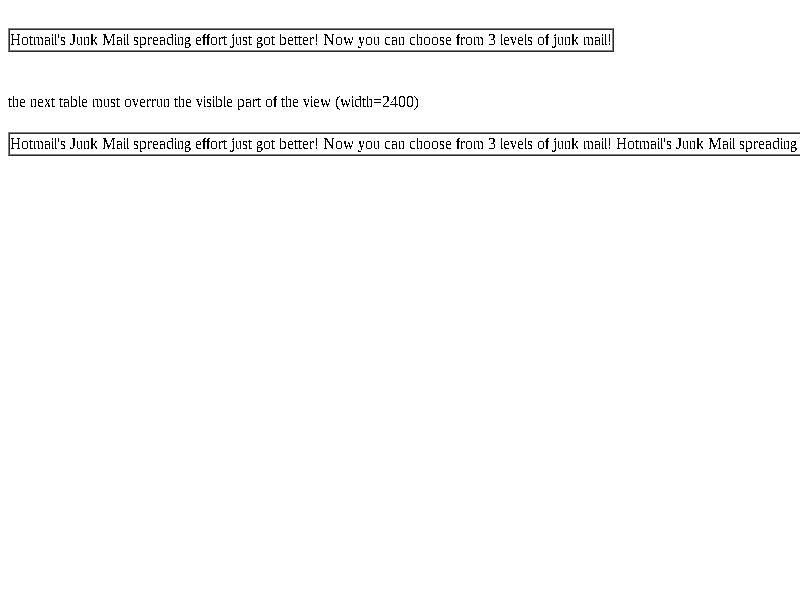 Hotmail's Junk Mail spreading effort just got better! Now you can choose from 3 levels of junk mail!
the next table must overrun the visible part of the view (width=2400)
Hotmail's Junk Mail spreading effort just got better! Now you can choose from 3 levels of junk mail! Hotmail's Junk Mail spreading